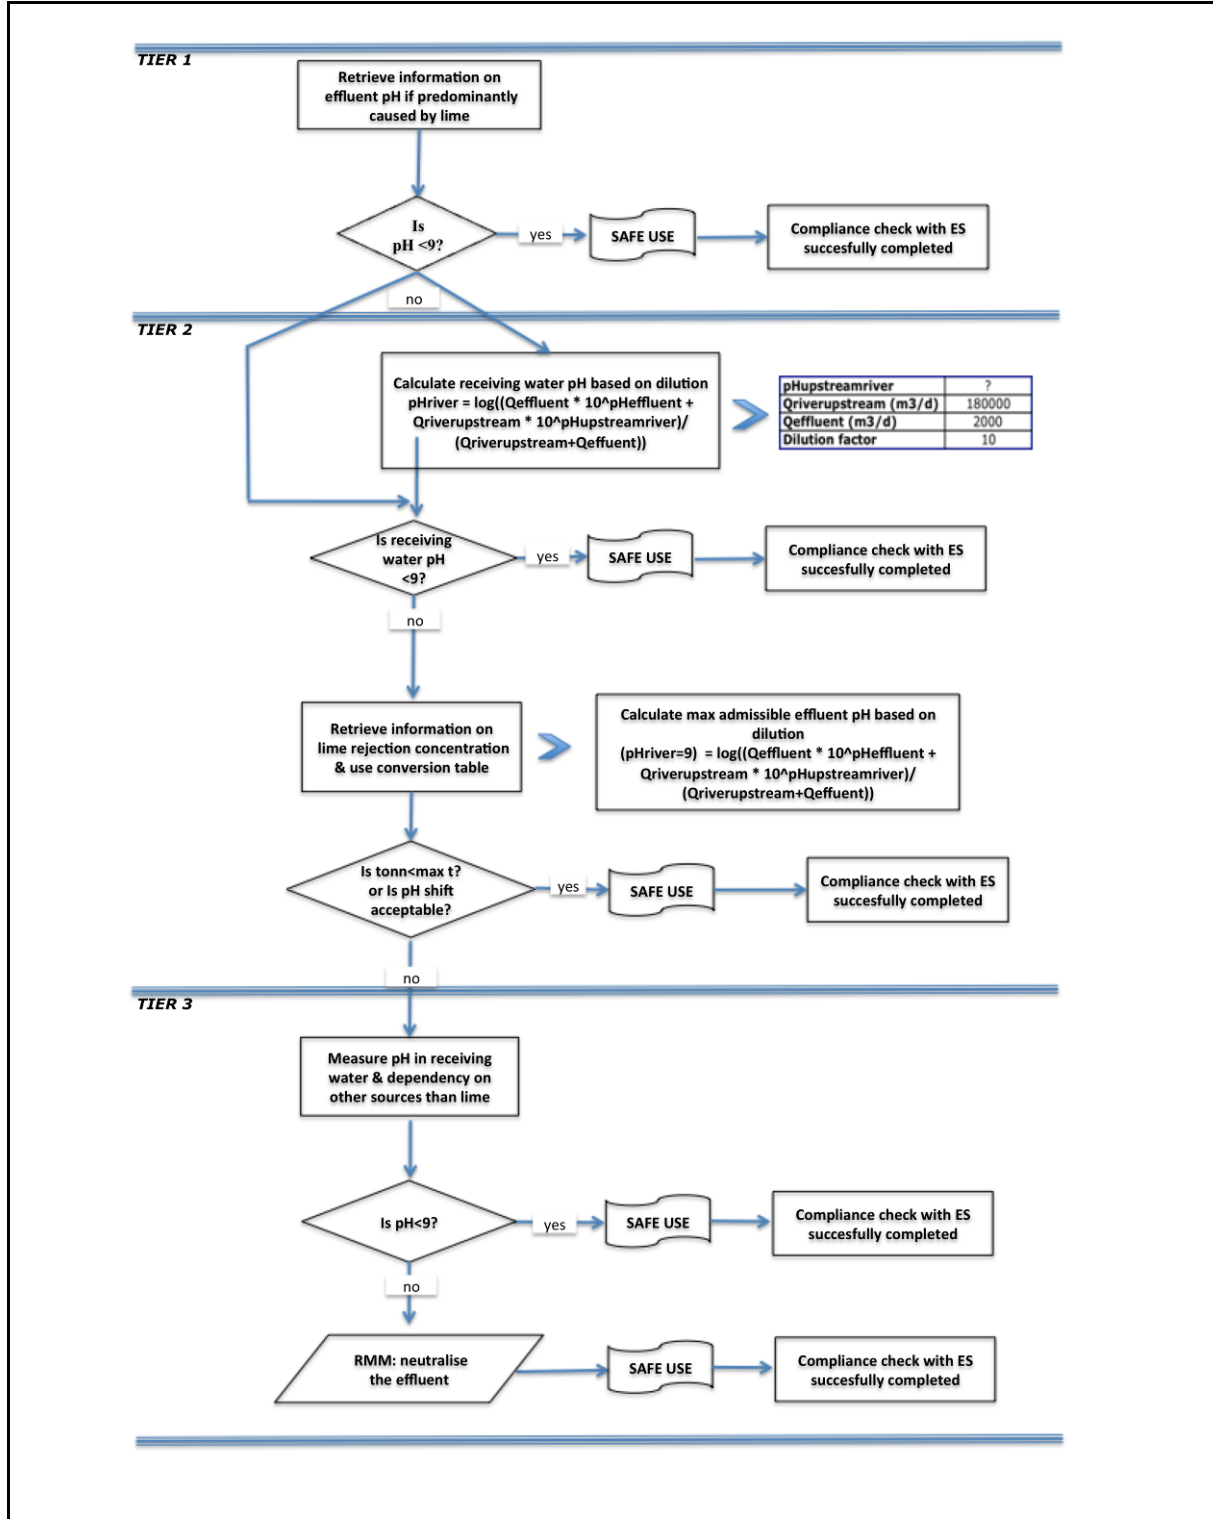 TIER 1
Retrieve information on
effluent pH if predominantly
caused by lime
Is
pH <9?
yes
SAFE USE
Compliance check with ES
succesfully completed
no
TIER 2
Calculate receiving water pH based on dilution
pHriver = log((Qeffluent * 10^pHeffluent +
Qriverupstream * 10^pHupstreamriver)/
(Qriverupstream+Qeffuent))
pHupstreamriver ?
Qriverupstream (m3/d) 180000
Qeffluent (m3/d) 2000
Dilution factor 10
Is receiving
water pH
<9?
yes
SAFE USE
Compliance check with ES
succesfully completed
no
Retrieve information on
lime rejection concentration
& use conversion table
Calculate max admissible effluent pH based on
dilution
(pHriver=9) = log((Qeffluent * 10^pHeffluent +
Qriverupstream * 10^pHupstreamriver)/
(Qriverupstream+Qeffuent))
Is tonn<max t?
or Is pH shift
acceptable?
yes
SAFE USE
Compliance check with ES
succesfully completed
no
TIER 3
Measure pH in receiving
water & dependency on
other sources than lime
Is pH<9?
yes
SAFE USE
Compliance check with ES
succesfully completed
no
RMM: neutralise
the effluent
SAFE USE
Compliance check with ES
succesfully completed